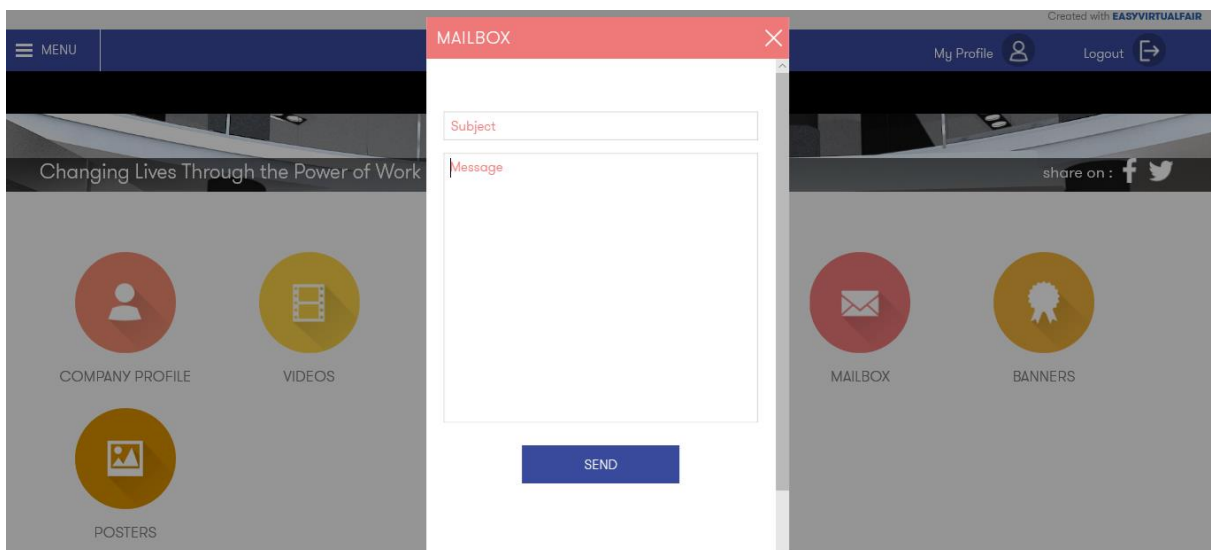 Created with EASYVIRTUALFAIR
MENU
MAILBOX
My Profile
Logout
Subject
Message
Changing Lives Through the Power of Work
share on :
COMPANY PROFILE
VIDEOS
MAILBOX
BANNERS
SEND
POSTERS